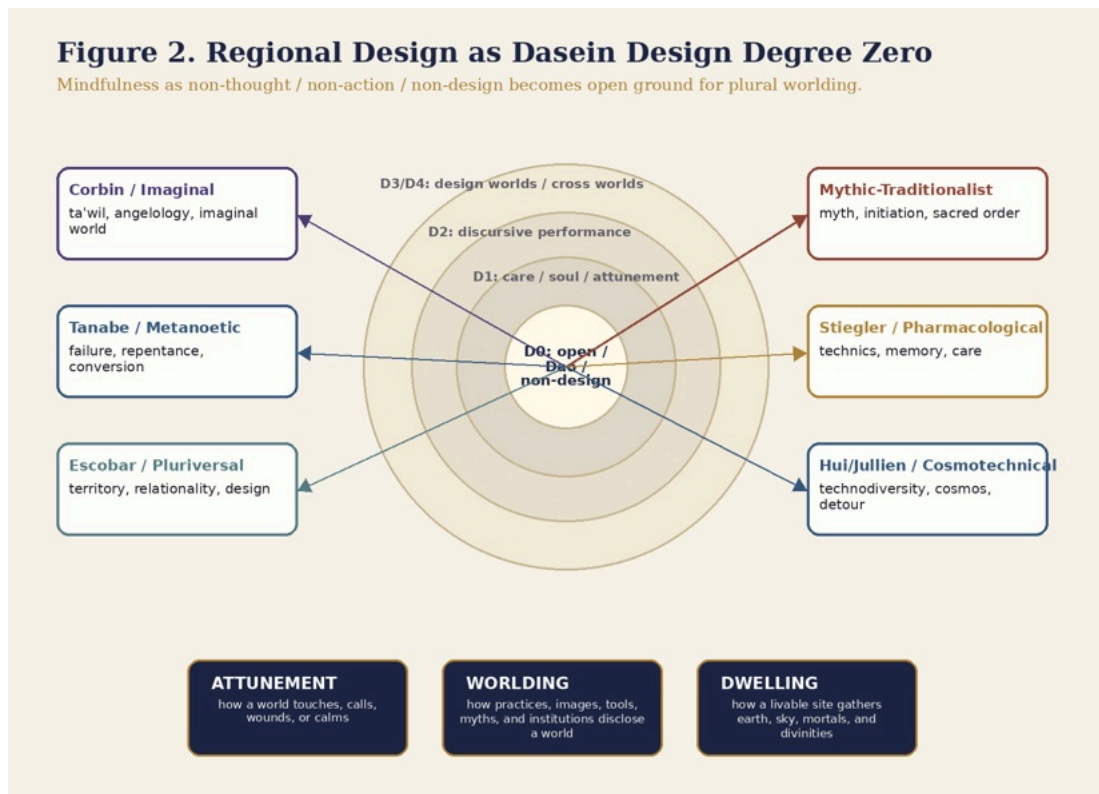 Figure 2. Regional Design as Dasein Design Degree Zero
Mindfulness as non-thought / non-action / non-design becomes open ground for plural worlding.
Corbin / Imaginal
ta'wil, angelology, imaginal
world
Tanabe / Metanoetic
failure, repentance,
conversion
Escobar / Pluriversal
territory, relationality, design
D3/D4: design worlds / cross worlds
D2: discursive performance
D1: care / soul / attunement
D0: open /
Dao /
non-design
Mythic-Traditionalist
myth, initiation, sacred order
Stiegler / Pharmacological
technics, memory, care
Hui/Jullien / Cosmotechnical
technodiversity, cosmos,
detour
ATTUNEMENT
how a world touches, calls,
wounds, or calms
WORLDING
how practices, images, tools,
myths, and institutions disclose
a world
DWELLING
how a livable site gathers
earth, sky, mortals, and
divinities